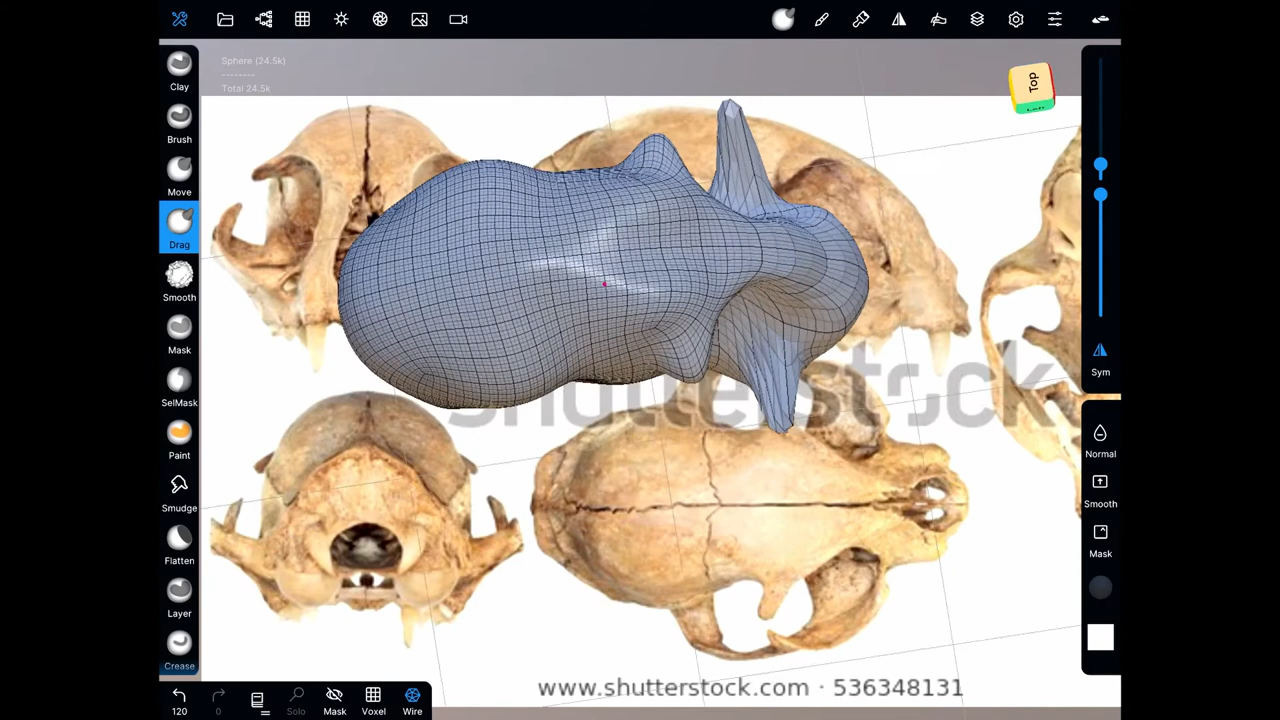 Sphere (24.5k)
--------
Total 24.5k
Top
Left
Clay
Brush
Move
Drag
Smooth
Mask
SelMask
Paint
Smudge
Flatten
Layer
Crease
Sym
Normal
Smooth
Mask
shutterstock
120
0
Solo
Mask
Voxel
Wire
www.shutterstock.com · 536348131